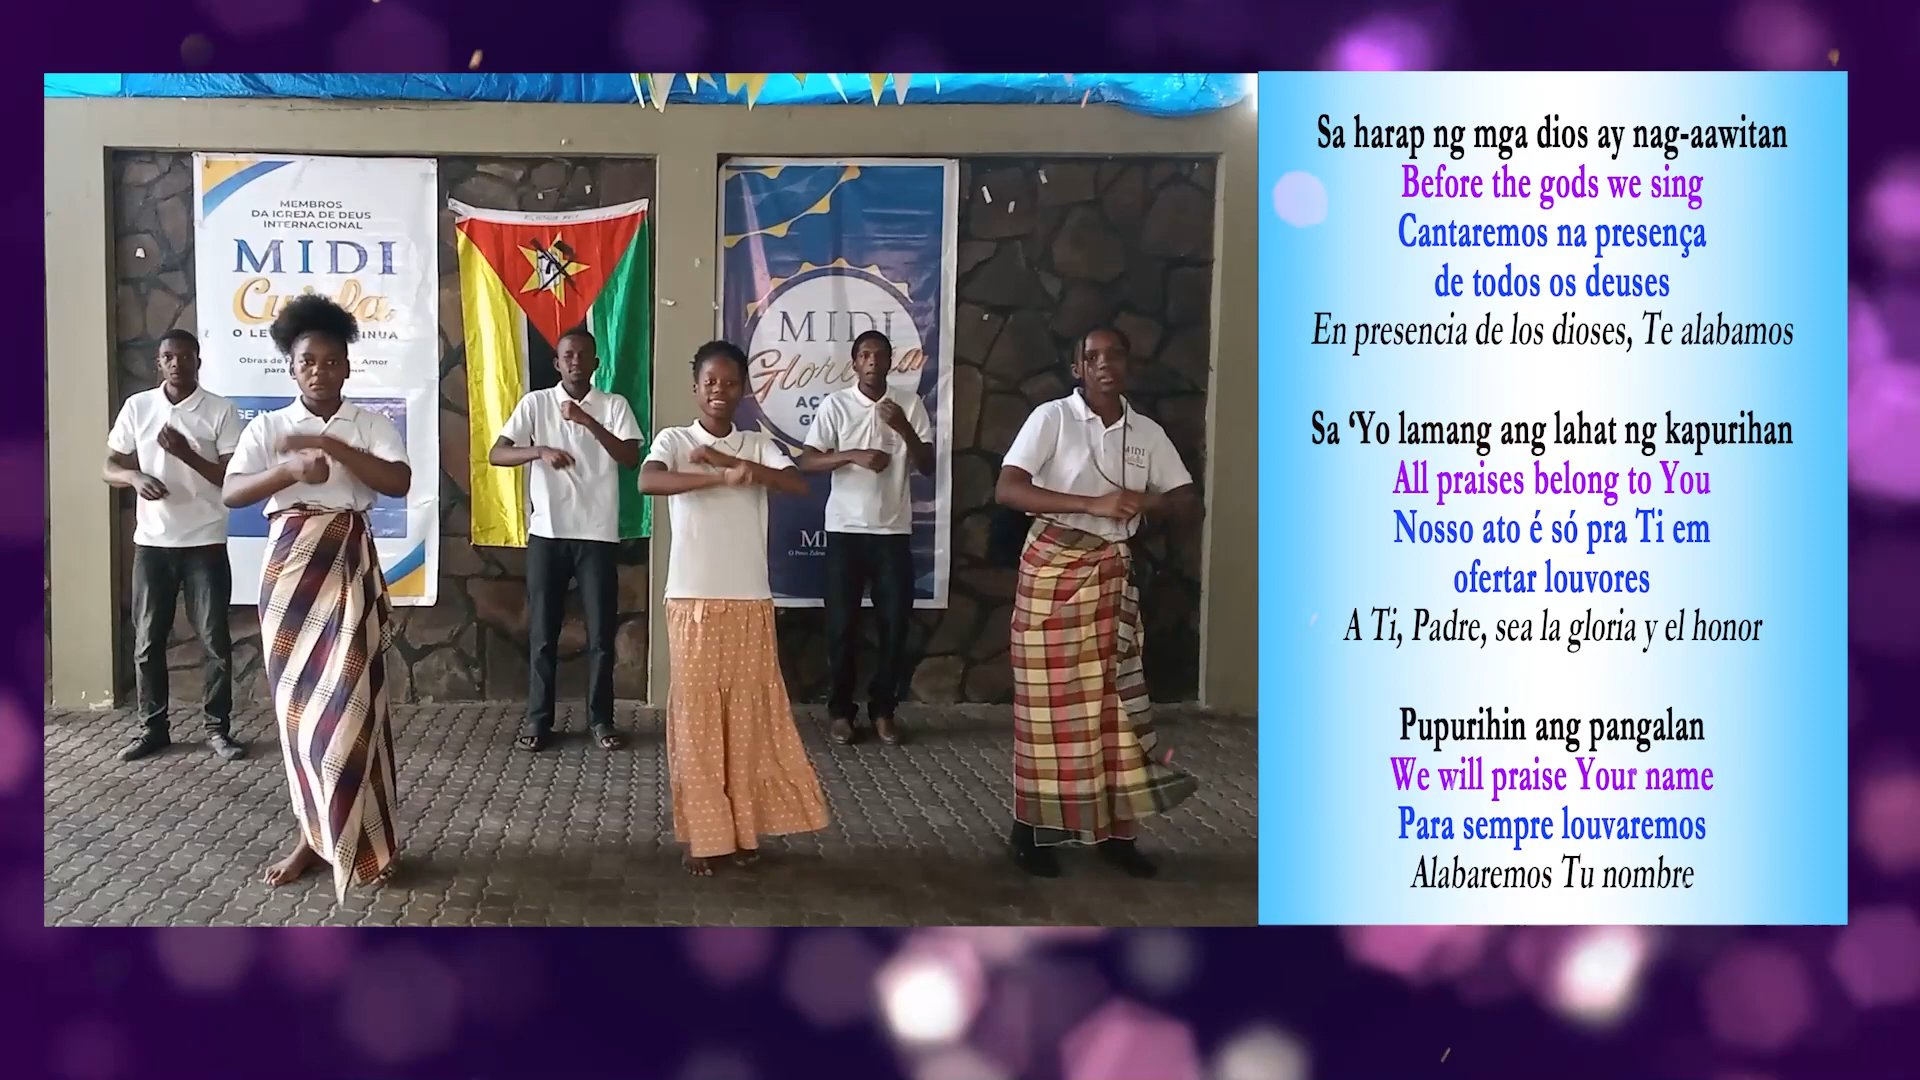 MEMBROS
DA IGREJA DE DEUS
INTERNACIONAL
MIDI
O
Amor
para
MIDI
Sa harap ng mga dios ay nag-aawitan
Before the gods we sing
Cantaremos na presença
de todos os deuses
En presencia de los dioses, Te alabamos
Sa ‘Yo lamang ang lahat ng kapurihan
All praises belong to You
Nosso ato é só pra Ti em
ofertar louvores
A Ti, Padre, sea la gloria y el honor
Pupurihin ang pangalan
We will praise Your name
Para sempre louvaremos
Alabaremos Tu nombre